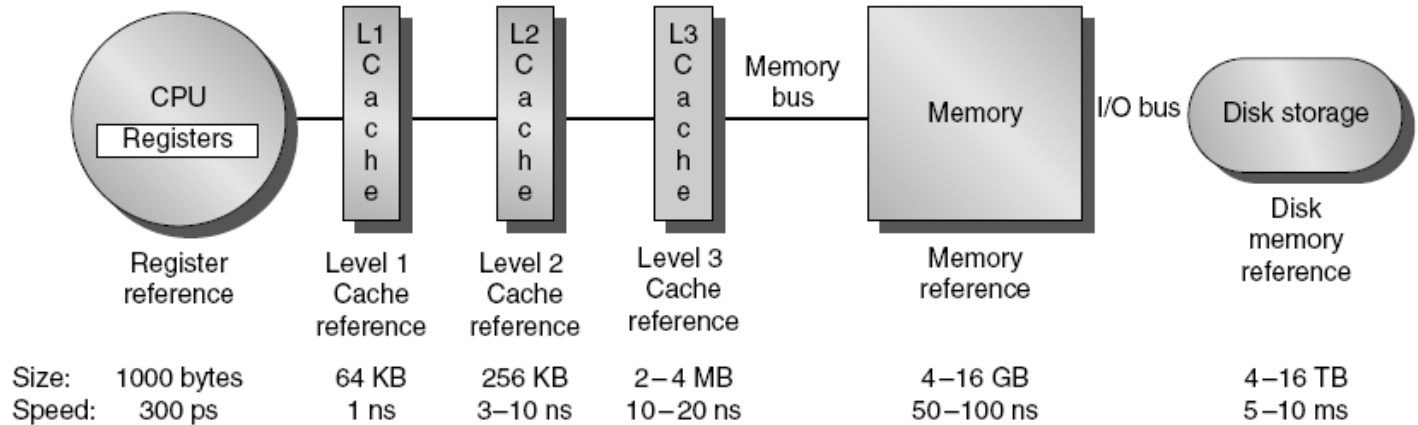 CPU
Registers
L1
C
a
c
h
e
L2
C
a
c
h
e
L3
C
a
c
h
e
Memory
bus
Memory
I/O bus
Disk storage
Register
reference
Level 1
Cache
reference
Level 2
Cache
reference
Level 3
Cache
reference
Memory
reference
Disk
memory
reference
Size: 1000 bytes 64 KB 256 KB 2–4 MB 4–16 GB 4–16 TB
Speed: 300 ps 1 ns 3–10 ns 10–20 ns 50–100 ns 5–10 ms